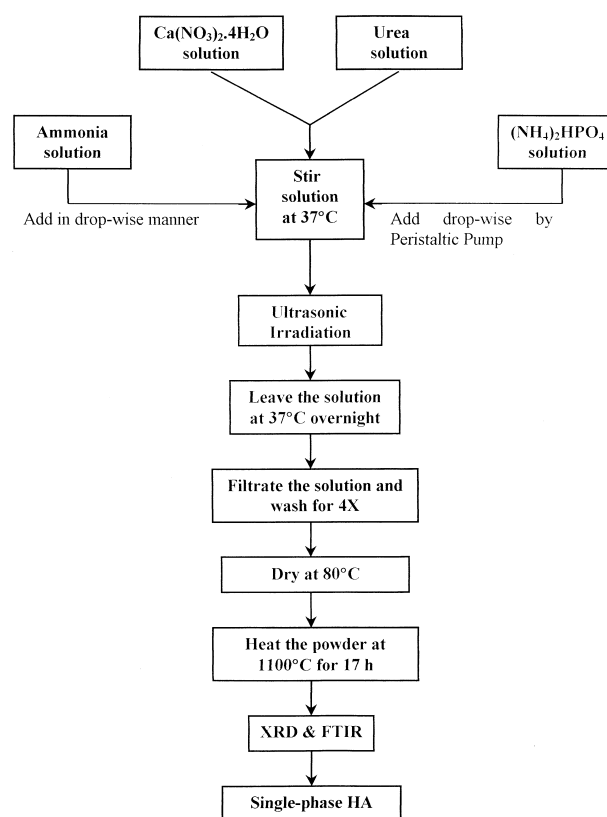 Ca(NO₃)₂.4H₂O
solution
Urea
solution
Ammonia
solution
(NH₄)₂HPO₄
solution
Stir
solution
at 37°C
Add in drop-wise manner
Add drop-wise by
Peristaltic Pump
Ultrasonic
Irradiation
Leave the solution
at 37°C overnight
Filtrate the solution and
wash for 4X
Dry at 80°C
Heat the powder at
1100°C for 17 h
XRD & FTIR
Single-phase HA